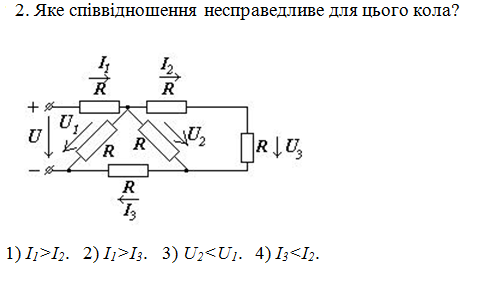 2. Яке співвідношення несправедливе для цього кола?
I₁ I₂
R R
+
U U₁ R R U₂ R U₃
−
R
I₃
1) I₁>I₂. 2) I₁>I₃. 3) U₂<U₁. 4) I₃<I₂.